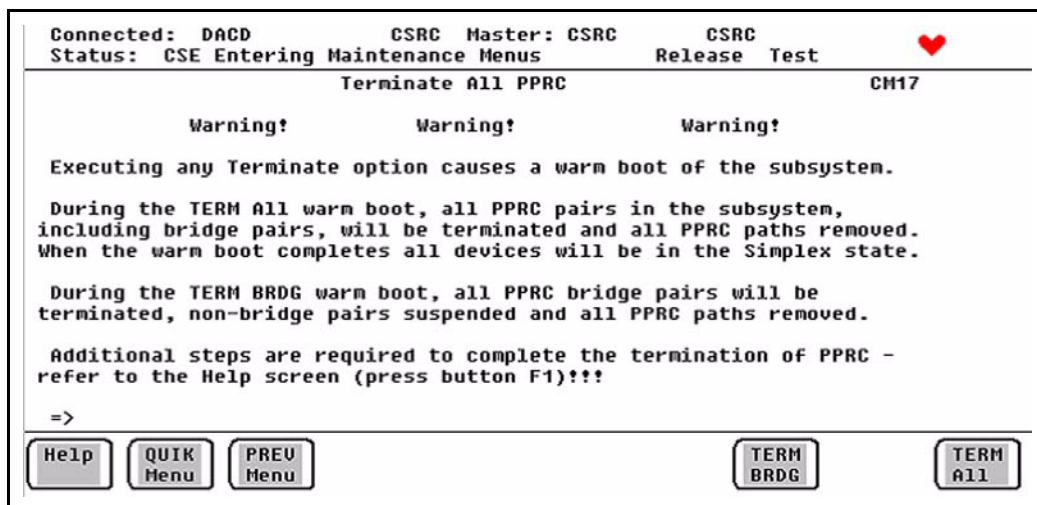 Connected: DACD CSRC Master: CSRC CSRC
Status: CSE Entering Maintenance Menus Release Test
Terminate All PPRC CM17
Warning! Warning! Warning!
Executing any Terminate option causes a warm boot of the subsystem.
During the TERM All warm boot, all PPRC pairs in the subsystem,
including bridge pairs, will be terminated and all PPRC paths removed.
When the warm boot completes all devices will be in the Simplex state.
During the TERM BRDG warm boot, all PPRC bridge pairs will be
terminated, non-bridge pairs suspended and all PPRC paths removed.
Additional steps are required to complete the termination of PPRC -
refer to the Help screen (press button F1)!!!
=>
Help QUIK PREV TERM TERM
Menu Menu BRDG All